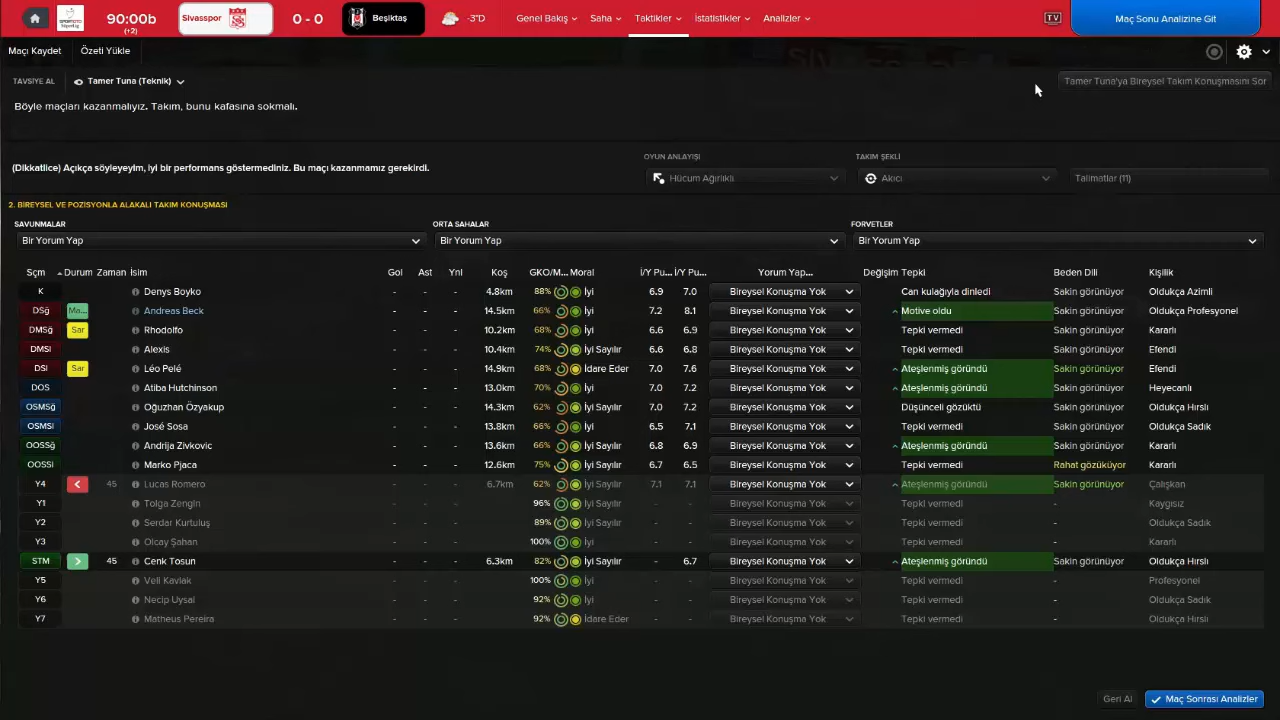 90:00b
(+2)
Sivasspor
0 - 0
Beşiktaş
-3°D
Genel Bakış
Saha
Taktikler
İstatistikler
Analizler
TV
Maç Sonu Analizine Git
Maçı Kaydet
Özeti Yükle
TAVSİYE AL
Tamer Tuna (Teknik)
Tamer Tuna'ya Bireysel Takım Konuşmasını Sor
Böyle maçları kazanmalıyız. Takım, bunu kafasına sokmalı.
(Dikkatlice) Açıkça söyleyeyim, iyi bir performans göstermediniz. Bu maçı kazanmamız gerekirdi.
OYUN ANLAYIŞI
TAKIM ŞEKLİ
Hücum Ağırlıklı
Akıcı
Talimatlar (11)
2. BİREYSEL VE POZİSYONLA ALAKALI TAKIM KONUŞMASI
SAVUNMALAR
ORTA SAHALAR
FORVETLER
Bir Yorum Yap
Bir Yorum Yap
Bir Yorum Yap
Sçm Durum Zaman İsim Gol Ast Ynl Koş GKO/M... Moral İ/Y Pu... İ/Y Pu... Yorum Yap... Değişim Tepki Beden Dili Kişilik
K Denys Boyko - - - 4.8km 88% İyi 6.9 7.0 Bireysel Konuşma Yok Can kulağıyla dinledi Sakin görünüyor Oldukça Azimli
DSğ Ma... Andreas Beck - - - 14.5km 66% İyi 7.2 8.1 Bireysel Konuşma Yok Motive oldu Sakin görünüyor Oldukça Profesyonel
DMSğ Sar Rhodolfo - - - 10.2km 68% İyi 6.6 6.9 Bireysel Konuşma Yok Tepki vermedi Sakin görünüyor Kararlı
DMSl Alexis - - - 10.4km 74% İyi Sayılır 6.6 6.8 Bireysel Konuşma Yok Tepki vermedi Sakin görünüyor Efendi
DSl Sar Léo Pelé - - - 14.9km 68% İdare Eder 7.0 7.6 Bireysel Konuşma Yok Ateşlenmiş göründü Sakin görünüyor Efendi
DOS Atiba Hutchinson - - - 13.0km 70% İyi 7.0 7.2 Bireysel Konuşma Yok Ateşlenmiş göründü Sakin görünüyor Heyecanlı
OSMSğ Oğuzhan Özyakup - - - 14.3km 62% İyi Sayılır 7.0 7.2 Bireysel Konuşma Yok Düşünceli gözüktü Sakin görünüyor Oldukça Hırslı
OSMSl José Sosa - - - 13.8km 66% İyi 6.5 7.1 Bireysel Konuşma Yok Tepki vermedi Sakin görünüyor Oldukça Sadık
OOSSğ Andrija Zivkovic - - - 13.6km 66% İyi Sayılır 6.8 6.9 Bireysel Konuşma Yok Ateşlenmiş göründü Sakin görünüyor Kararlı
OOSSl Marko Pjaca - - - 12.6km 75% İyi Sayılır 6.7 6.5 Bireysel Konuşma Yok Tepki vermedi Rahat gözüküyor Kararlı
Y4 45 Lucas Romero - - - 6.7km 62% İyi Sayılır 7.1 7.1 Bireysel Konuşma Yok Ateşlenmiş göründü Sakin görünüyor Çalışkan
Y1 Tolga Zengin - - - - 96% İyi Sayılır - - Bireysel Konuşma Yok Tepki vermedi - Kaygısız
Y2 Serdar Kurtuluş - - - - 89% İyi Sayılır - - Bireysel Konuşma Yok Tepki vermedi - Oldukça Sadık
Y3 Olcay Şahan - - - - 100% İyi - - Bireysel Konuşma Yok Tepki vermedi - Kararlı
STM 45 Cenk Tosun - - - 6.3km 82% İyi Sayılır - 6.7 Bireysel Konuşma Yok Ateşlenmiş göründü Sakin görünüyor Oldukça Hırslı
Y5 Veli Kavlak - - - - 100% İyi - - Bireysel Konuşma Yok Tepki vermedi - Profesyonel
Y6 Necip Uysal - - - - 92% İyi - - Bireysel Konuşma Yok Tepki vermedi - Oldukça Sadık
Y7 Matheus Pereira - - - - 92% İdare Eder - - Bireysel Konuşma Yok Tepki vermedi - Oldukça Hırslı
Geri Al
Maç Sonrası Analizler